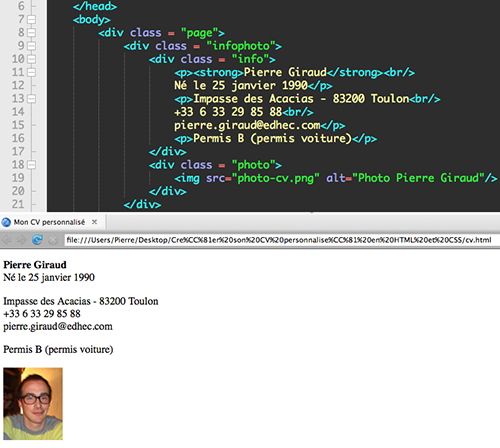 6 </head>
7 <body>
8 <div class = "page">
9 <div class = "infophoto">
10 <div class = "info">
11 <p><strong>Pierre Giraud</strong><br/>
12 Né le 25 janvier 1990</p>
13 <p>Impasse des Acacias - 83200 Toulon<br/>
14 +33 6 33 29 85 88<br/>
15 pierre.giraud@edhec.com</p>
16 <p>Permis B (permis voiture)</p>
17 </div>
18 <div class = "photo">
19 <img src="photo-cv.png" alt="Photo Pierre Giraud"/>
20 </div>
21 </div>
Mon CV personnalisé
file:///Users/Pierre/Desktop/Cre%CC%81er%20son%20CV%20personnalise%CC%81%20en%20HTML%20et%20CSS/cv.html
Pierre Giraud
Né le 25 janvier 1990
Impasse des Acacias - 83200 Toulon
+33 6 33 29 85 88
pierre.giraud@edhec.com
Permis B (permis voiture)